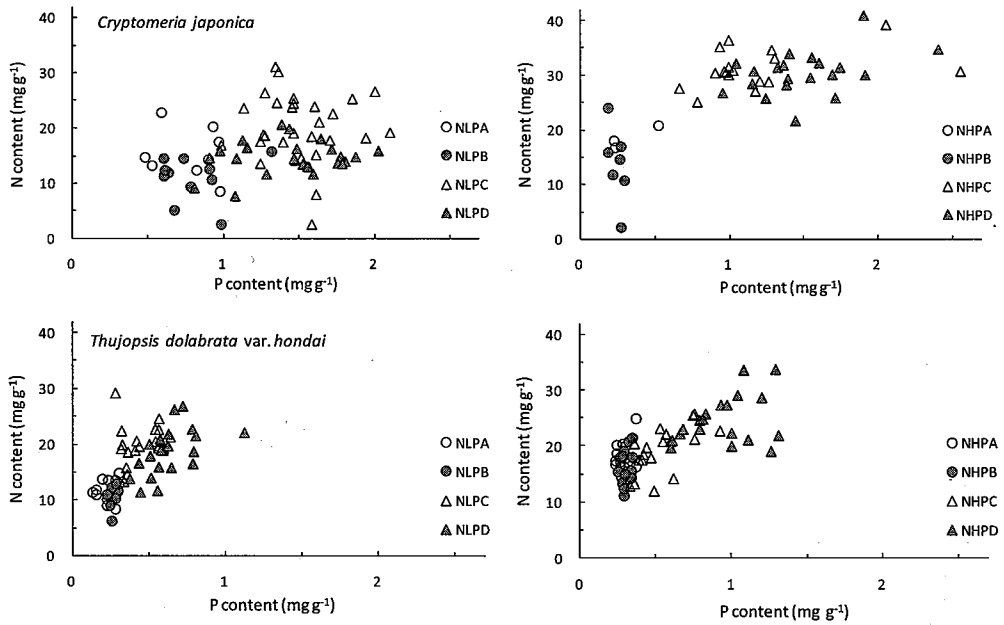 Cryptomeria japonica
N content (mg g-1)
40
30
20
10
0
0 1 2
P content (mg g-1)
NLPA
NLPB
NLPC
NLPD
N content (mg g-1)
40
30
20
10
0
0 1 2
P content (mg g-1)
NHPA
NHPB
NHPC
NHPD
Thujopsis dolabrata var. hondai
N content (mg g-1)
40
30
20
10
0
0 1 2
P content (mg g-1)
NLPA
NLPB
NLPC
NLPD
N content (mg g-1)
40
30
20
10
0
0 1 2
P content (mg g-1)
NHPA
NHPB
NHPC
NHPD